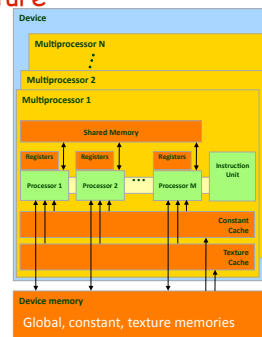 Device
Multiprocessor N
Multiprocessor 2
Multiprocessor 1
Shared Memory
Registers Registers Registers
Processor 1 Processor 2 ••• Processor M
Instruction
Unit
Constant
Cache
Texture
Cache
Device memory
Global, constant, texture memories